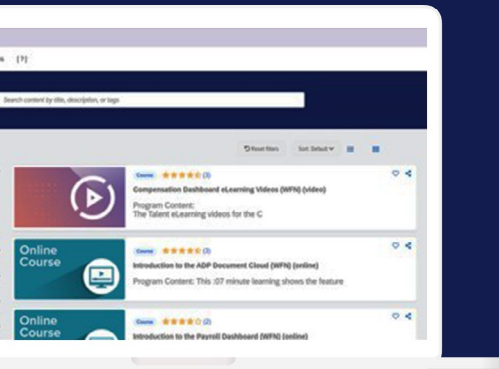 [?]
Search content by title, description, or tags
Reset filters Sort: Default
Course (3)
Compensation Dashboard eLearning Videos (WFN) (video)
Program Content:
The Talent eLearning videos for the C
Online
Course
Course (3)
Introduction to the ADP Document Cloud (WFN) (online)
Program Content: This :07 minute learning shows the feature
Online
Course
Course (2)
Introduction to the Payroll Dashboard (WFN) (online)